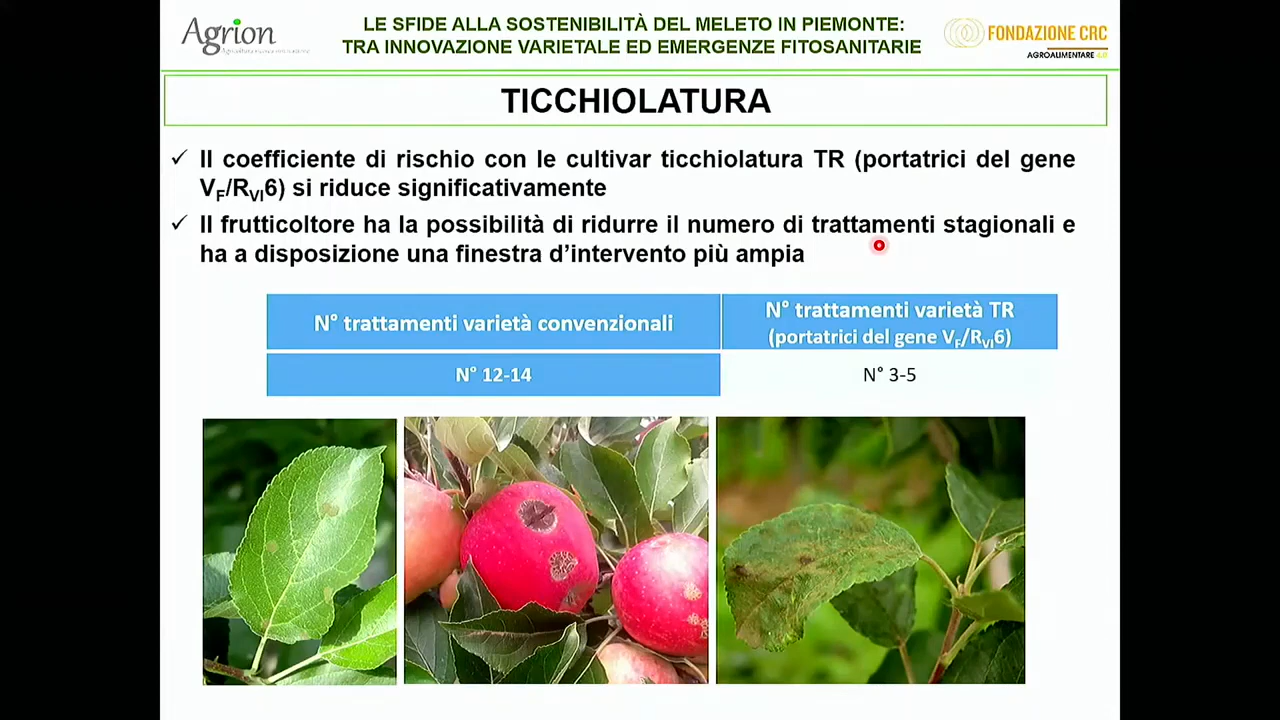 Agrion
LE SFIDE ALLA SOSTENIBILITÀ DEL MELETO IN PIEMONTE:
TRA INNOVAZIONE VARIETALE ED EMERGENZE FITOSANITARIE
FONDAZIONE CRC
AGROALIMENTARE 4.0
TICCHIOLATURA
✓ Il coefficiente di rischio con le cultivar ticchiolatura TR (portatrici del gene
VF/RVI6) si riduce significativamente
✓ Il frutticoltore ha la possibilità di ridurre il numero di trattamenti stagionali e
ha a disposizione una finestra d'intervento più ampia
N° trattamenti varietà convenzionali
N° trattamenti varietà TR
(portatrici del gene VF/RVI6)
N° 12-14
N° 3-5